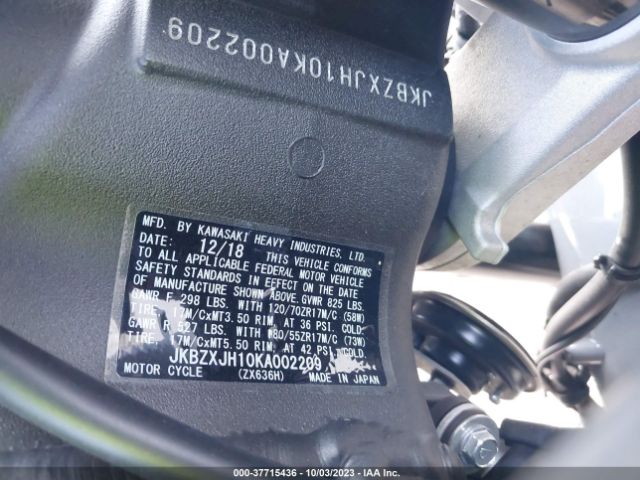 JKBZXJH10KA002209
MFD. BY KAWASAKI HEAVY INDUSTRIES, LTD.
DATE: 12/18 THIS VEHICLE CONFORMS
TO ALL APPLICABLE FEDERAL MOTOR VEHICLE
SAFETY STANDARDS IN EFFECT ON THE DATE
OF MANUFACTURE SHOWN ABOVE. GVWR 825 LBS.
GAWR F. 298 LBS. WITH 120/70ZR17M/C (58W)
TIRE, 17M/CxMT3.50 RIM, AT 36 PSI. COLD
GAWR R. 527 LBS. WITH 80/55ZR17M/C (73W)
TIRE, 17M/CxMT5.50 RIM, AT 42 PSI. COLD.
JKBZXJH10KA002209
MOTOR CYCLE (ZX636H) MADE IN JAPAN
000-37715436 - 10/03/2023 - IAA Inc.